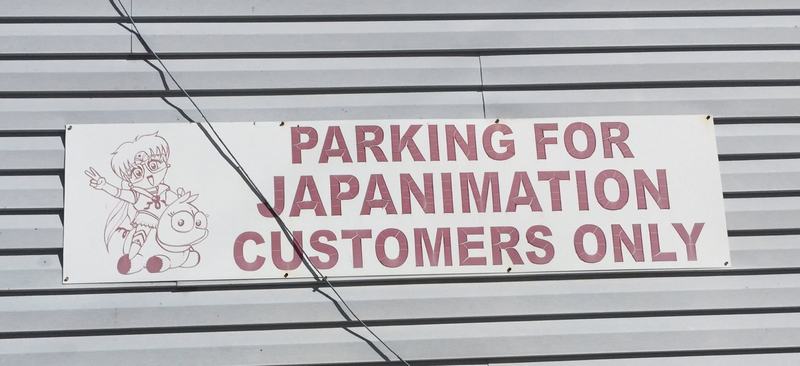 PARKING FOR
JAPANIMATION
CUSTOMERS ONLY